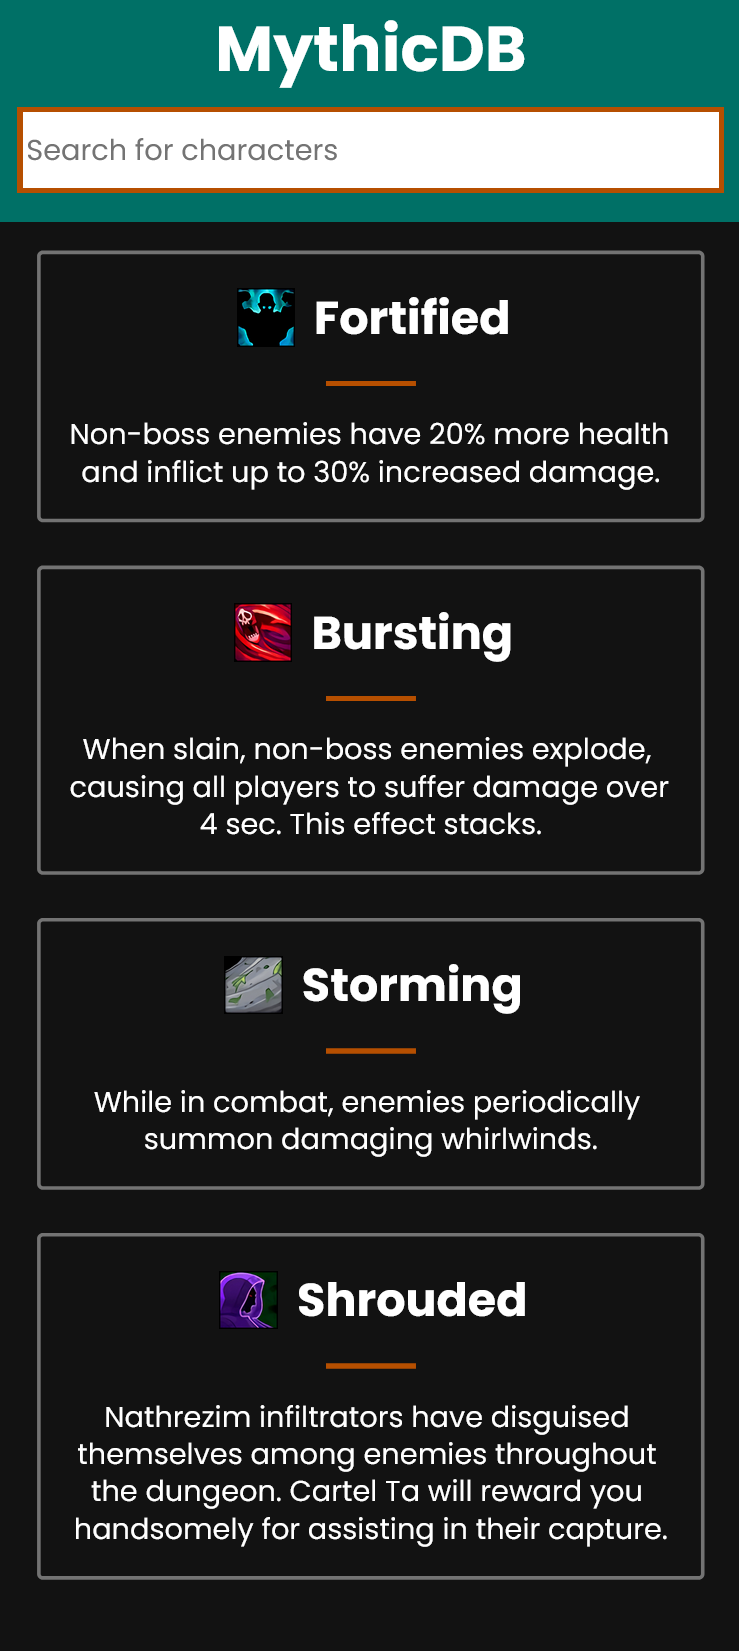 MythicDB
Search for characters
Fortified
Non-boss enemies have 20% more health
and inflict up to 30% increased damage.
Bursting
When slain, non-boss enemies explode,
causing all players to suffer damage over
4 sec. This effect stacks.
Storming
While in combat, enemies periodically
summon damaging whirlwinds.
Shrouded
Nathrezim infiltrators have disguised
themselves among enemies throughout
the dungeon. Cartel Ta will reward you
handsomely for assisting in their capture.